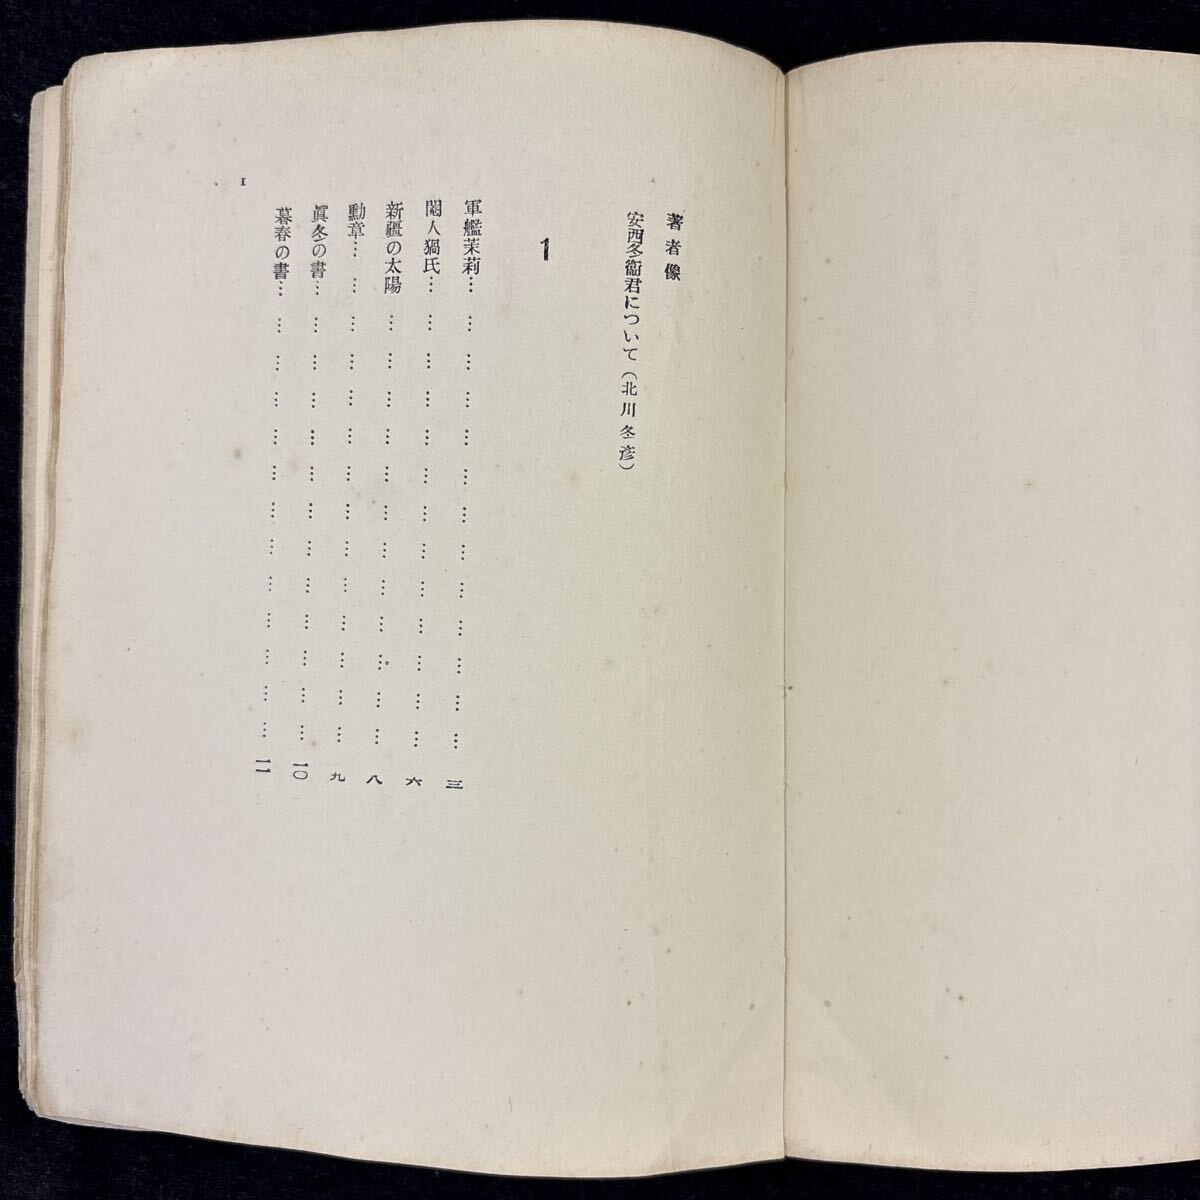 著者像
安西冬衞君について（北川冬彦）
1
軍艦茉莉… … … … … … … … … 三
閹人猧氏… … … … … … … … … 六
新疆の太陽 … … … … … … … … 八
勳章… … … … … … … … … … 九
眞冬の書… … … … … … … … … 一〇
暮春の書… … … … … … … … … 一一
1